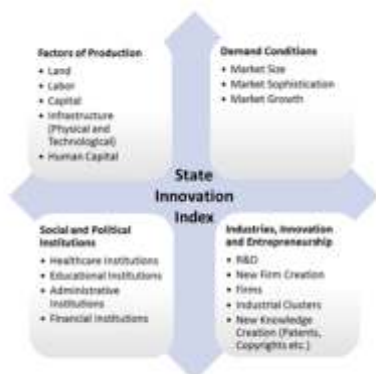 Factors of Production
• Land
• Labor
• Capital
• Infrastructure
(Physical and
Technological)
• Human Capital
Demand Conditions
• Market Size
• Market Sophistication
• Market Growth
State
Innovation
Index
Social and Political
Institutions
• Healthcare Institutions
• Educational Institutions
• Administrative
Institutions
• Financial Institutions
Industries, Innovation
and Entrepreneurship
• R&D
• New Firm Creation
• Firms
• Industrial Clusters
• New Knowledge
Creation (Patents,
Copyrights etc.)